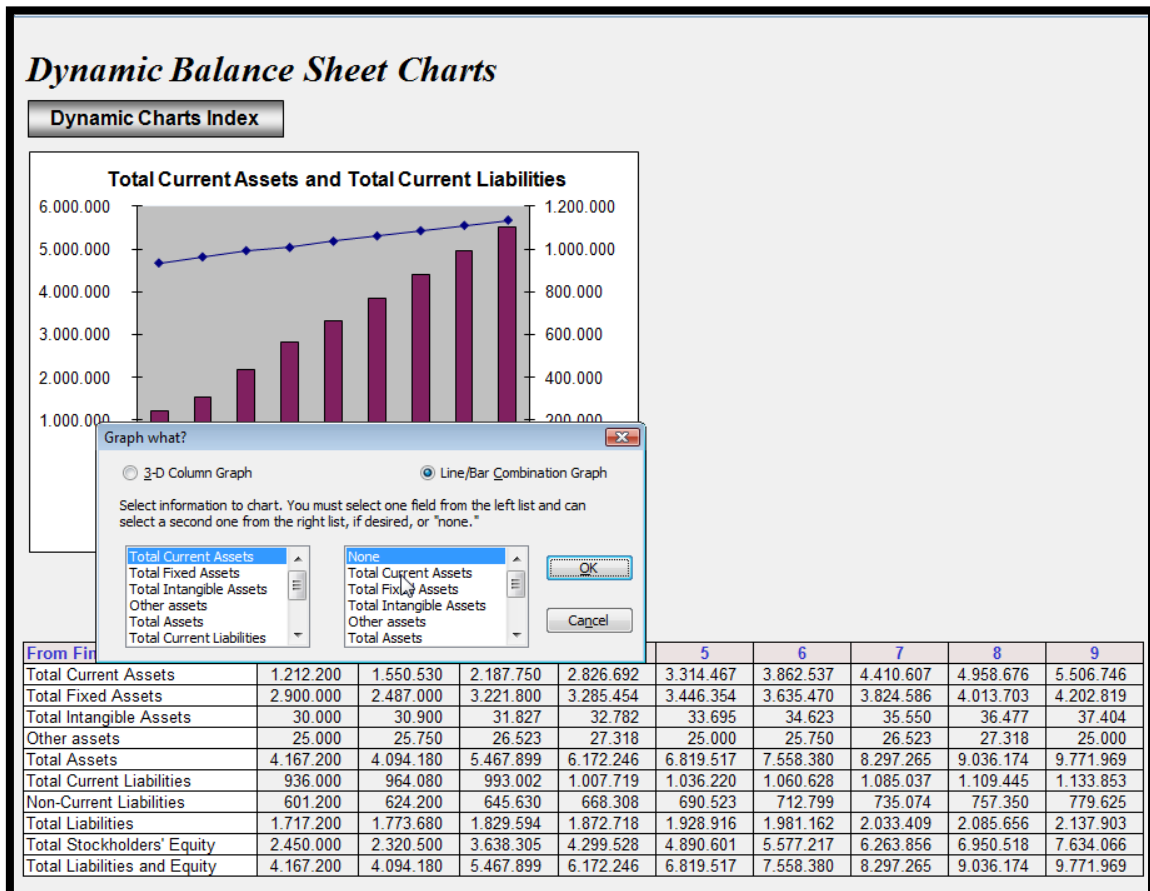 Dynamic Balance Sheet Charts
Dynamic Charts Index
Total Current Assets and Total Current Liabilities
6.000.000 1.200.000
5.000.000 1.000.000
4.000.000 800.000
3.000.000 600.000
2.000.000 400.000
1.000.000 200.000
Graph what?
3-D Column Graph Line/Bar Combination Graph
Select information to chart. You must select one field from the left list and can
select a second one from the right list, if desired, or "none."
Total Current Assets None
Total Fixed Assets Total Current Assets OK
Total Intangible Assets Total Fixed Assets
Other assets Total Intangible Assets
Total Assets Other assets Cancel
Total Current Liabilities Total Assets
From Fin 5 6 7 8 9
Total Current Assets 1.212.200 1.550.530 2.187.750 2.826.692 3.314.467 3.862.537 4.410.607 4.958.676 5.506.746
Total Fixed Assets 2.900.000 2.487.000 3.221.800 3.285.454 3.446.354 3.635.470 3.824.586 4.013.703 4.202.819
Total Intangible Assets 30.000 30.900 31.827 32.782 33.695 34.623 35.550 36.477 37.404
Other assets 25.000 25.750 26.523 27.318 25.000 25.750 26.523 27.318 25.000
Total Assets 4.167.200 4.094.180 5.467.899 6.172.246 6.819.517 7.558.380 8.297.265 9.036.174 9.771.969
Total Current Liabilities 936.000 964.080 993.002 1.007.719 1.036.220 1.060.628 1.085.037 1.109.445 1.133.853
Non-Current Liabilities 601.200 624.200 645.630 668.308 690.523 712.799 735.074 757.350 779.625
Total Liabilities 1.717.200 1.773.680 1.829.594 1.872.718 1.928.916 1.981.162 2.033.409 2.085.656 2.137.903
Total Stockholders' Equity 2.450.000 2.320.500 3.638.305 4.299.528 4.890.601 5.577.217 6.263.856 6.950.518 7.634.066
Total Liabilities and Equity 4.167.200 4.094.180 5.467.899 6.172.246 6.819.517 7.558.380 8.297.265 9.036.174 9.771.969